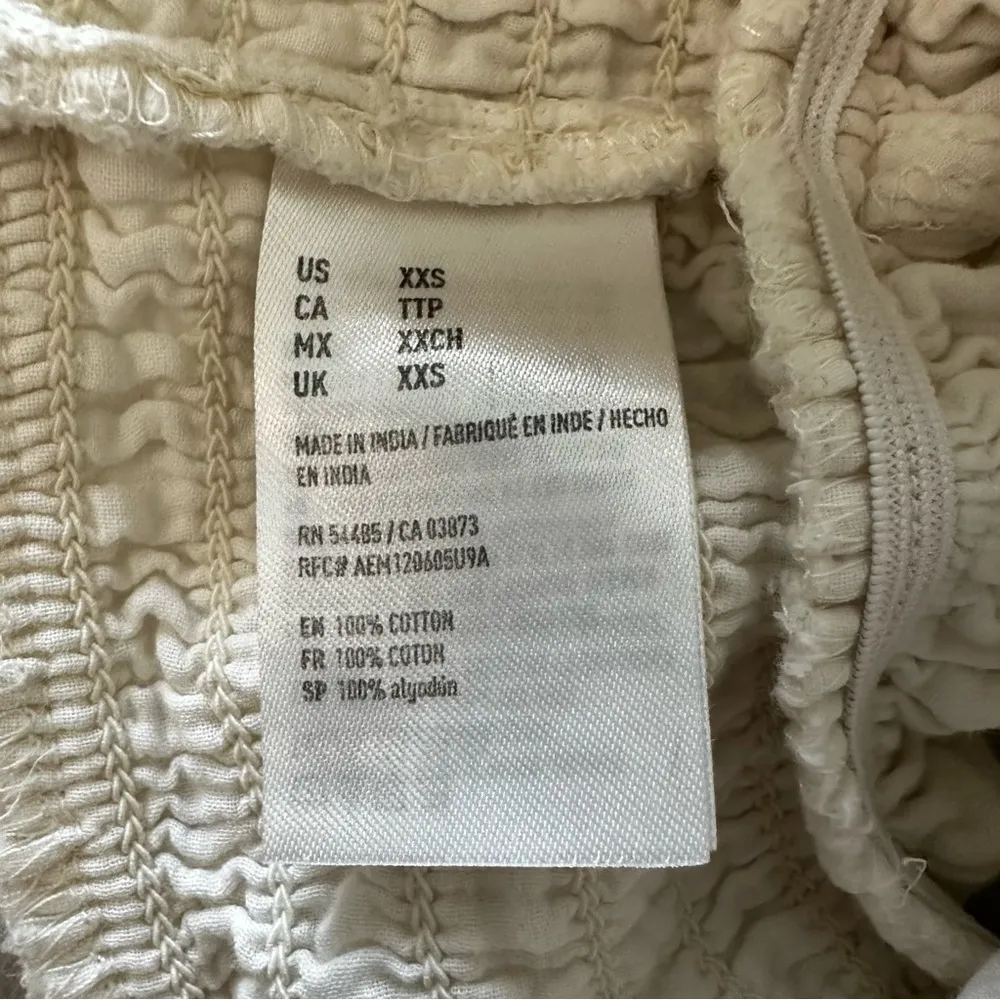 US XXS
CA TTP
MX XXCH
UK XXS
MADE IN INDIA / FABRIQUÉ EN INDE / HECHO
EN INDIA
RN 54485 / CA 03873
RFC# AEM120605U9A
EN 100% COTTON
FR 100% COTON
SP 100% algodón